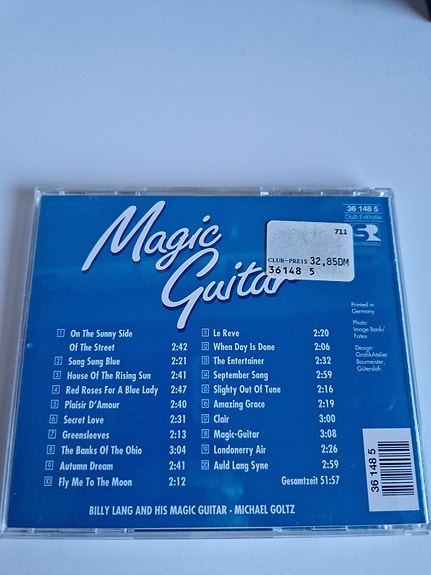 Magic
Guitar
711
CLUB-PREIS 32,85DM
36148 5
36 148 5
Club Exklusiv
SR
Printed in
Germany
Photo:
Image Bank/
Fotex
Design:
GrafikAtelier
Baumeister,
Gütersloh
1 On The Sunny Side
Of The Street 2:42
2 Song Sung Blue 2:21
3 House Of The Rising Sun 2:41
4 Red Roses For A Blue Lady 2:47
5 Plaisir D'Amour 2:40
6 Secret Love 2:31
7 Greensleeves 2:13
8 The Banks Of The Ohio 3:04
9 Autumn Dream 2:41
10 Fly Me To The Moon 2:12
11 Le Reve 2:20
12 When Day Is Done 2:06
13 The Entertainer 2:32
14 September Song 2:59
15 Slighty Out Of Tune 2:16
16 Amazing Grace 2:19
17 Clair 3:00
18 Magic-Guitar 3:08
19 Londonerry Air 2:26
20 Auld Lang Syne 2:59
Gesamtzeit 51:57
36 148 5
BILLY LANG AND HIS MAGIC GUITAR · MICHAEL GOLTZ